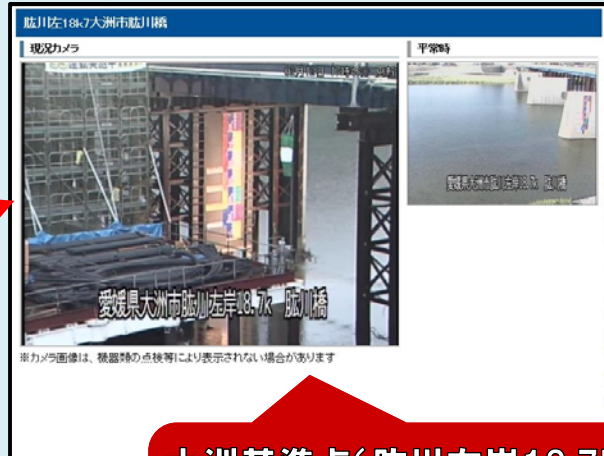 肱川左18k7大洲市肱川橋
現況カメラ
平常時
愛媛県大洲市肱川左岸18.7k 肱川橋
愛媛県大洲市肱川左岸18.7k 肱川橋
※カメラ画像は、機器類の点検等により表示されない場合があります